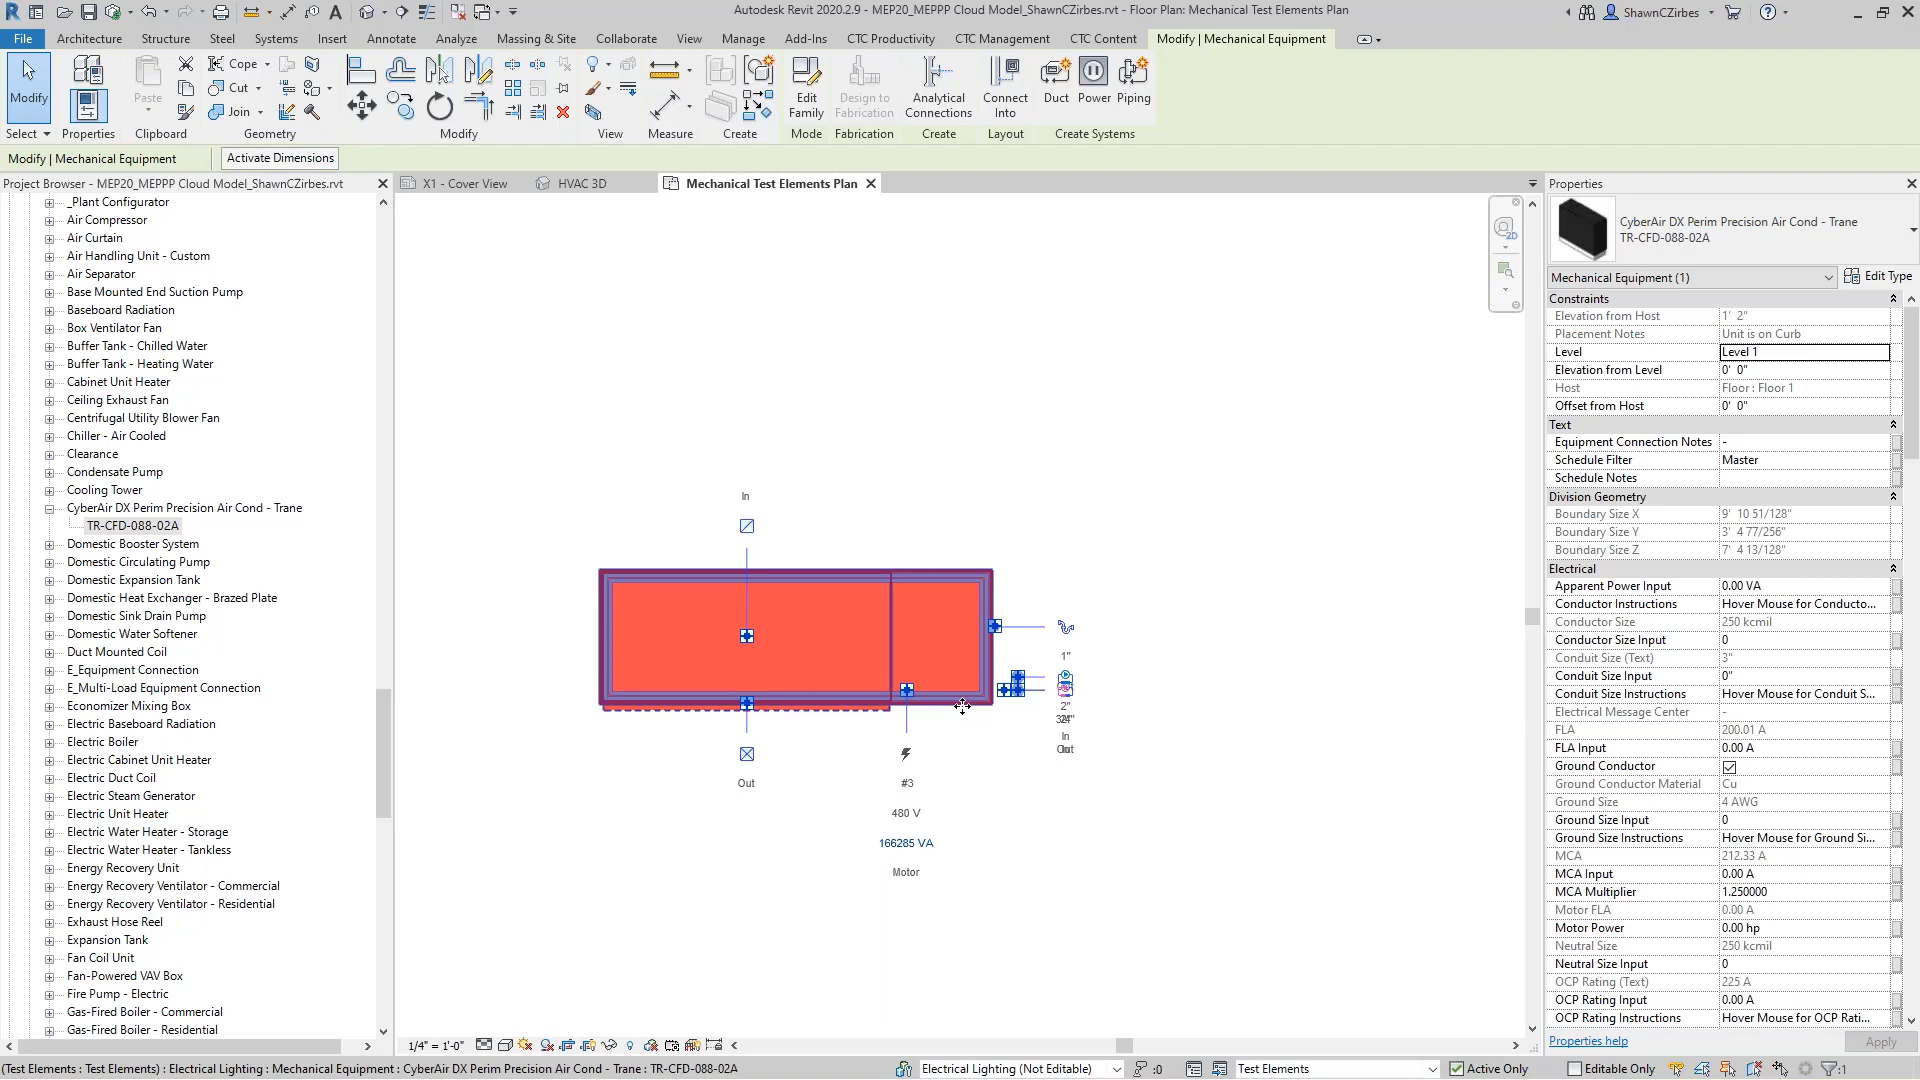 Autodesk Revit 2020.2.9 - MEP20_MEPPP Cloud Model_ShawnCZirbes.rvt - Floor Plan: Mechanical Test Elements Plan
ShawnCZirbes
File
Architecture
Structure
Steel
Systems
Insert
Annotate
Analyze
Massing & Site
Collaborate
View
Manage
Add-Ins
CTC Productivity
CTC Management
CTC Content
Modify | Mechanical Equipment
Modify
Paste
Cope
Cut
Join
Edit Family
Design to Fabrication
Analytical Connections
Connect Into
Duct
Power
Piping
Select
Properties
Clipboard
Geometry
Modify
View
Measure
Create
Mode
Fabrication
Create
Layout
Create Systems
Modify | Mechanical Equipment
Activate Dimensions
Project Browser - MEP20_MEPPP Cloud Model_ShawnCZirbes.rvt
_Plant Configurator
Air Compressor
Air Curtain
Air Handling Unit - Custom
Air Separator
Base Mounted End Suction Pump
Baseboard Radiation
Box Ventilator Fan
Buffer Tank - Chilled Water
Buffer Tank - Heating Water
Cabinet Unit Heater
Ceiling Exhaust Fan
Centrifugal Utility Blower Fan
Chiller - Air Cooled
Clearance
Condensate Pump
Cooling Tower
CyberAir DX Perim Precision Air Cond - Trane
TR-CFD-088-02A
Domestic Booster System
Domestic Circulating Pump
Domestic Expansion Tank
Domestic Heat Exchanger - Brazed Plate
Domestic Sink Drain Pump
Domestic Water Softener
Duct Mounted Coil
E_Equipment Connection
E_Multi-Load Equipment Connection
Economizer Mixing Box
Electric Baseboard Radiation
Electric Boiler
Electric Cabinet Unit Heater
Electric Duct Coil
Electric Steam Generator
Electric Unit Heater
Electric Water Heater - Storage
Electric Water Heater - Tankless
Energy Recovery Unit
Energy Recovery Ventilator - Commercial
Energy Recovery Ventilator - Residential
Exhaust Hose Reel
Expansion Tank
Fan Coil Unit
Fan-Powered VAV Box
Fire Pump - Electric
Gas-Fired Boiler - Commercial
Gas-Fired Boiler - Residential
X1 - Cover View
HVAC 3D
Mechanical Test Elements Plan
2D
In
1"
2"
In
Out
#3
480 V
166285 VA
Motor
Properties
CyberAir DX Perim Precision Air Cond - Trane
TR-CFD-088-02A
Mechanical Equipment (1)
Edit Type
Constraints
Elevation from Host 1' 2"
Placement Notes Unit is on Curb
Level Level 1
Elevation from Level 0' 0"
Host Floor : Floor 1
Offset from Host 0' 0"
Text
Equipment Connection Notes -
Schedule Filter Master
Schedule Notes
Division Geometry
Boundary Size X 9' 10 51/128"
Boundary Size Y 3' 4 77/256"
Boundary Size Z 7' 4 13/128"
Electrical
Apparent Power Input 0.00 VA
Conductor Instructions Hover Mouse for Conducto...
Conductor Size 250 kcmil
Conductor Size Input 0
Conduit Size (Text) 3"
Conduit Size Input 0"
Conduit Size Instructions Hover Mouse for Conduit S...
Electrical Message Center -
FLA 200.01 A
FLA Input 0.00 A
Ground Conductor
Ground Conductor Material Cu
Ground Size 4 AWG
Ground Size Input 0
Ground Size Instructions Hover Mouse for Ground Si...
MCA 212.33 A
MCA Input 0.00 A
MCA Multiplier 1.250000
Motor FLA 0.00 A
Motor Power 0.00 hp
Neutral Size 250 kcmil
Neutral Size Input 0
OCP Rating (Text) 225 A
OCP Rating Input 0.00 A
OCP Rating Instructions Hover Mouse for OCP Rati...
Properties help
Apply
1/4" = 1'-0"
(Test Elements : Test Elements) : Electrical Lighting : Mechanical Equipment : CyberAir DX Perim Precision Air Cond - Trane : TR-CFD-088-02A
Electrical Lighting (Not Editable)
:0
Test Elements
Active Only
Editable Only
:1